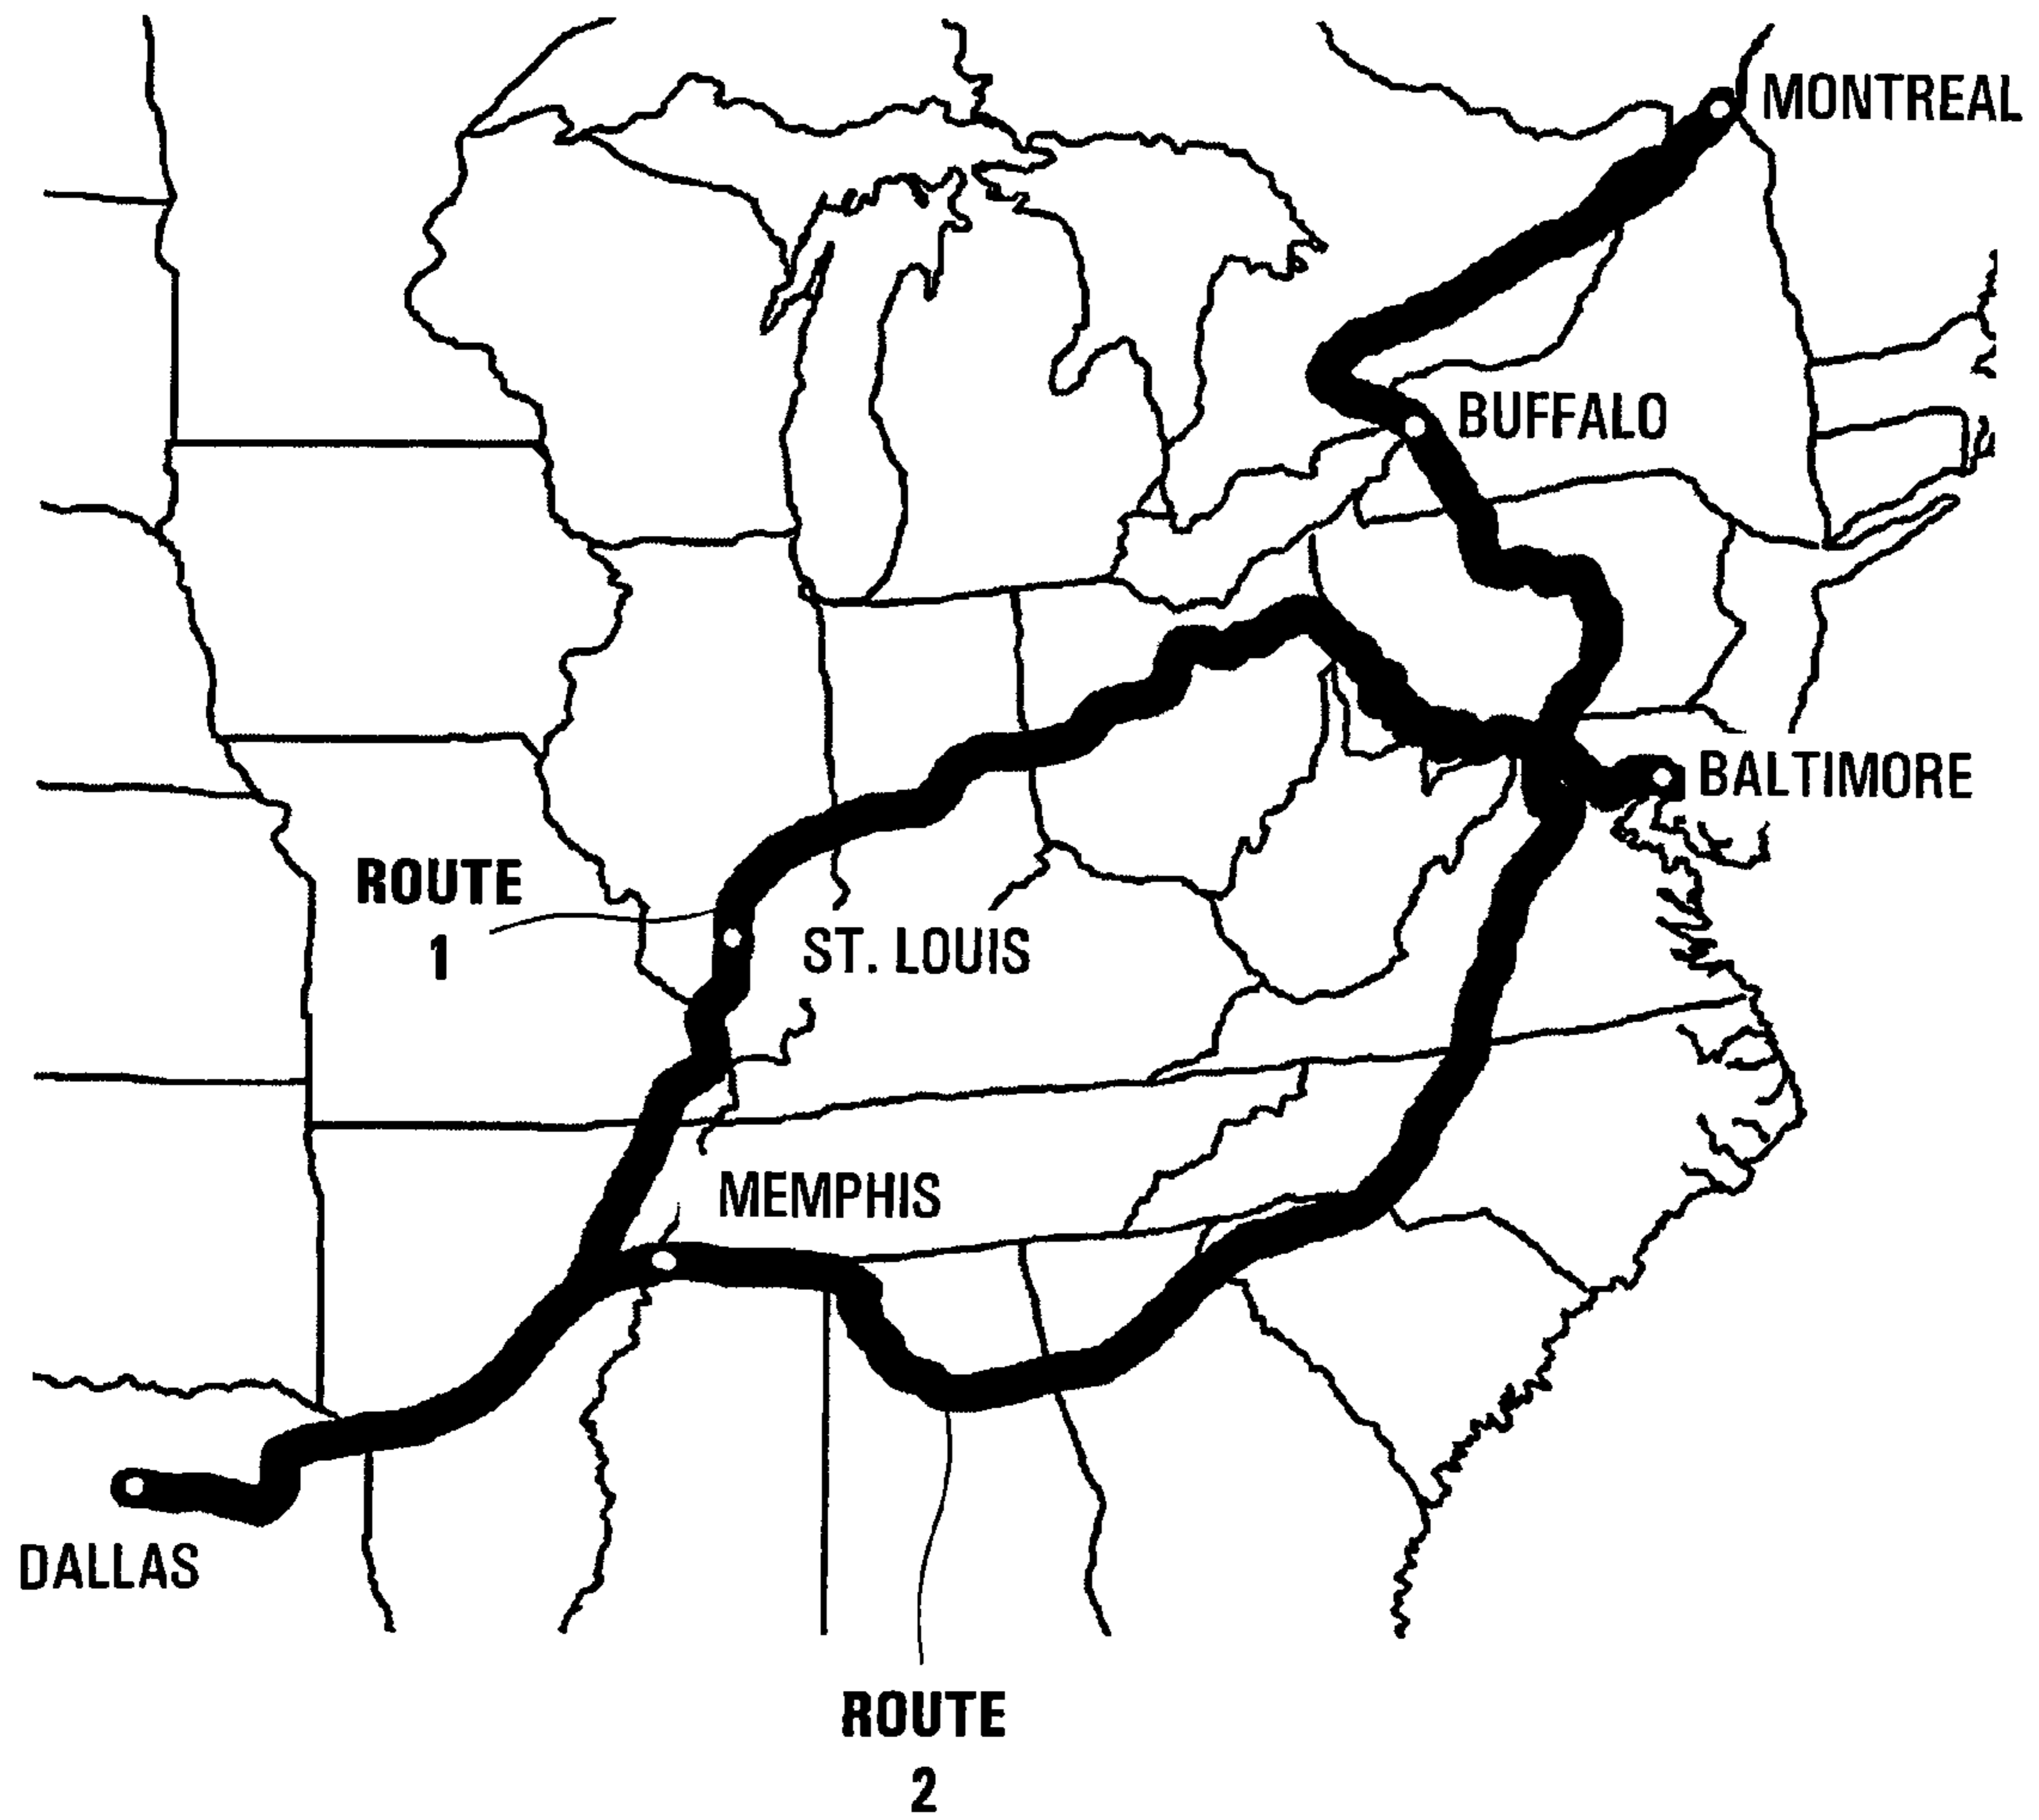 MONTREAL
BUFFALO
BALTIMORE
ROUTE
1
ST. LOUIS
MEMPHIS
DALLAS
ROUTE
2